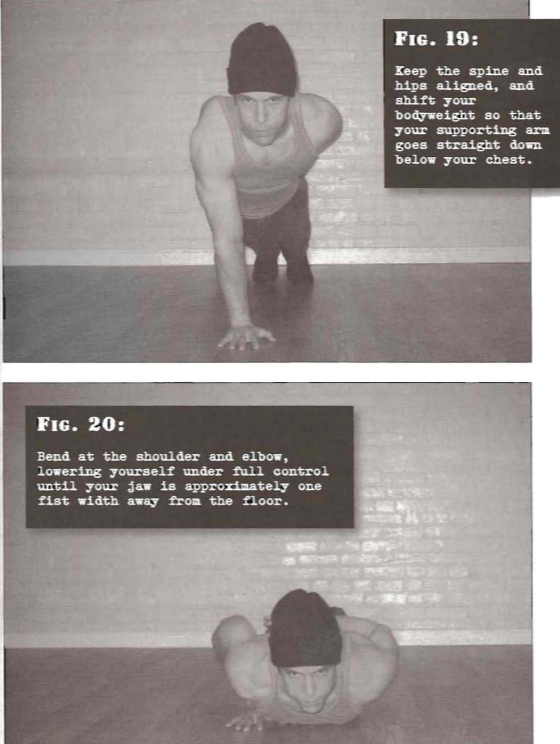 FIG. 19:
Keep the spine and
hips aligned, and
shift your
bodyweight so that
your supporting arm
goes straight down
below your chest.
FIG. 20:
Bend at the shoulder and elbow,
lowering yourself under full control
until your jaw is approximately one
fist width away from the floor.